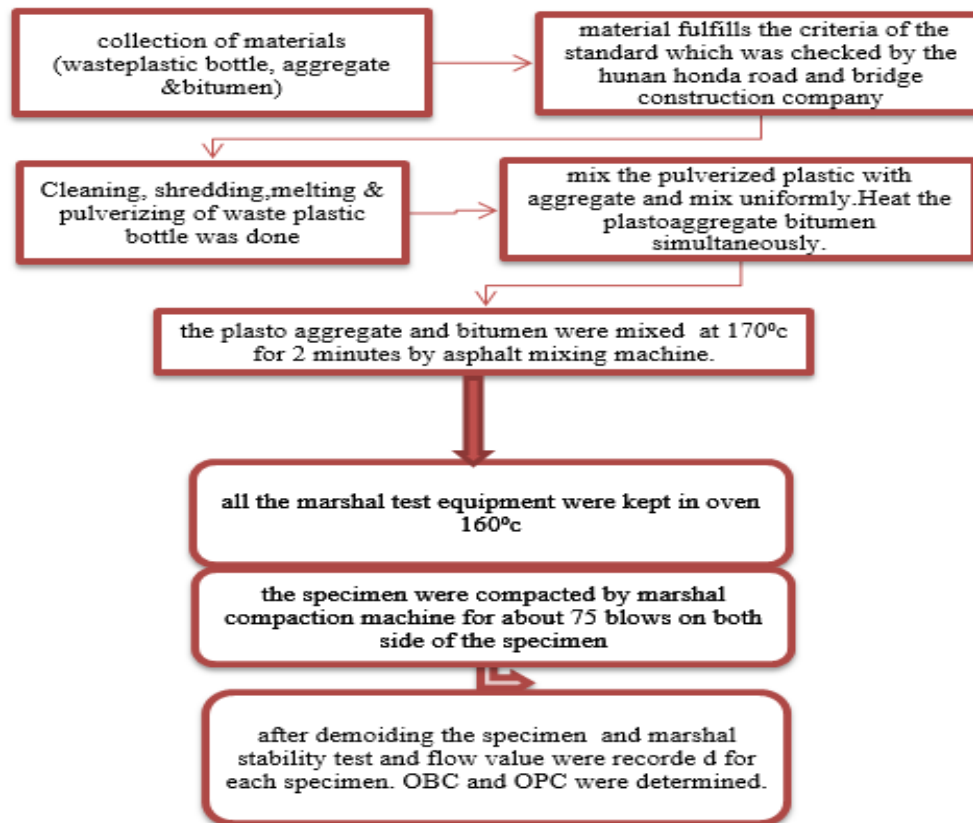 collection of materials
(wasteplastic bottle, aggregate
&bitumen)
material fulfills the criteria of the
standard which was checked by the
hunan honda road and bridge
construction company
Cleaning, shredding,melting &
pulverizing of waste plastic
bottle was done
mix the pulverized plastic with
aggregate and mix uniformly.Heat the
plastoaggregate bitumen
simultaneously.
the plasto aggregate and bitumen were mixed at 170⁰c
for 2 minutes by asphalt mixing machine.
all the marshal test equipment were kept in oven
160⁰c
the specimen were compacted by marshal
compaction machine for about 75 blows on both
side of the specimen
after demoiding the specimen and marshal
stability test and flow value were recorde d for
each specimen. OBC and OPC were determined.